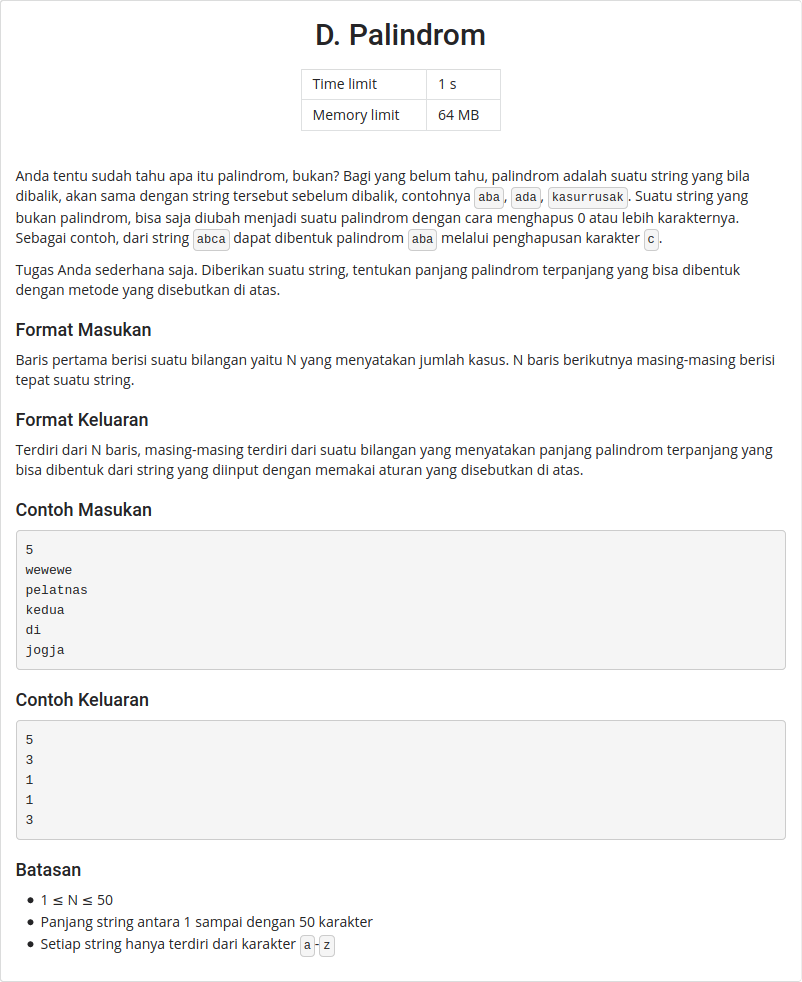 D. Palindrom
Time limit 1 s
Memory limit 64 MB
Anda tentu sudah tahu apa itu palindrom, bukan? Bagi yang belum tahu, palindrom adalah suatu string yang bila
dibalik, akan sama dengan string tersebut sebelum dibalik, contohnya aba, ada, kasurrusak. Suatu string yang
bukan palindrom, bisa saja diubah menjadi suatu palindrom dengan cara menghapus 0 atau lebih karakternya.
Sebagai contoh, dari string abca dapat dibentuk palindrom aba melalui penghapusan karakter c.
Tugas Anda sederhana saja. Diberikan suatu string, tentukan panjang palindrom terpanjang yang bisa dibentuk
dengan metode yang disebutkan di atas.
Format Masukan
Baris pertama berisi suatu bilangan yaitu N yang menyatakan jumlah kasus. N baris berikutnya masing-masing berisi
tepat suatu string.
Format Keluaran
Terdiri dari N baris, masing-masing terdiri dari suatu bilangan yang menyatakan panjang palindrom terpanjang yang
bisa dibentuk dari string yang diinput dengan memakai aturan yang disebutkan di atas.
Contoh Masukan
5
wewewe
pelatnas
kedua
di
jogja
Contoh Keluaran
5
3
1
1
3
Batasan
• 1 ≤ N ≤ 50
• Panjang string antara 1 sampai dengan 50 karakter
• Setiap string hanya terdiri dari karakter a-z